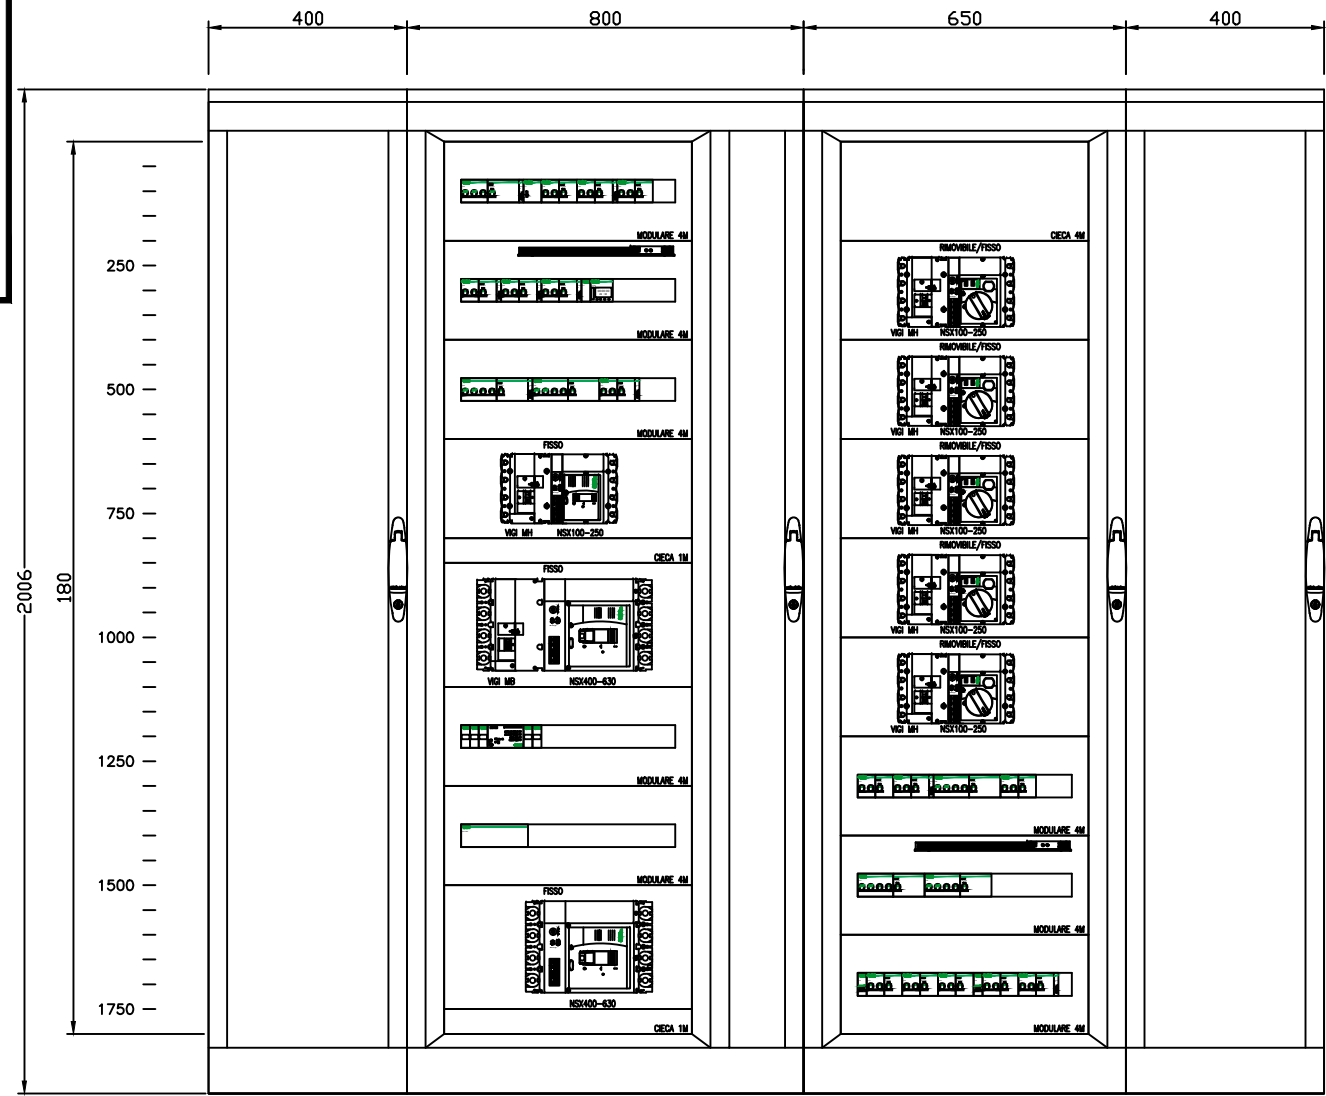 400 800 650 400
MODULARE 4M
CIECA 4M
RIMOVIBILE/FISSO
250
VIGI MH NSX100-250
MODULARE 4M
RIMOVIBILE/FISSO
500
VIGI MH NSX100-250
MODULARE 4M
FISSO
RIMOVIBILE/FISSO
750
VIGI MH NSX100-250
VIGI MH NSX100-250
RIMOVIBILE/FISSO
CIECA 1M
FISSO
2006
180
VIGI MH NSX100-250
1000
RIMOVIBILE/FISSO
VIGI MB NSX400-630
VIGI MH NSX100-250
1250
MODULARE 4M
MODULARE 4M
MODULARE 4M
1500
FISSO
MODULARE 4M
NSX400-630
1750
CIECA 1M
MODULARE 4M